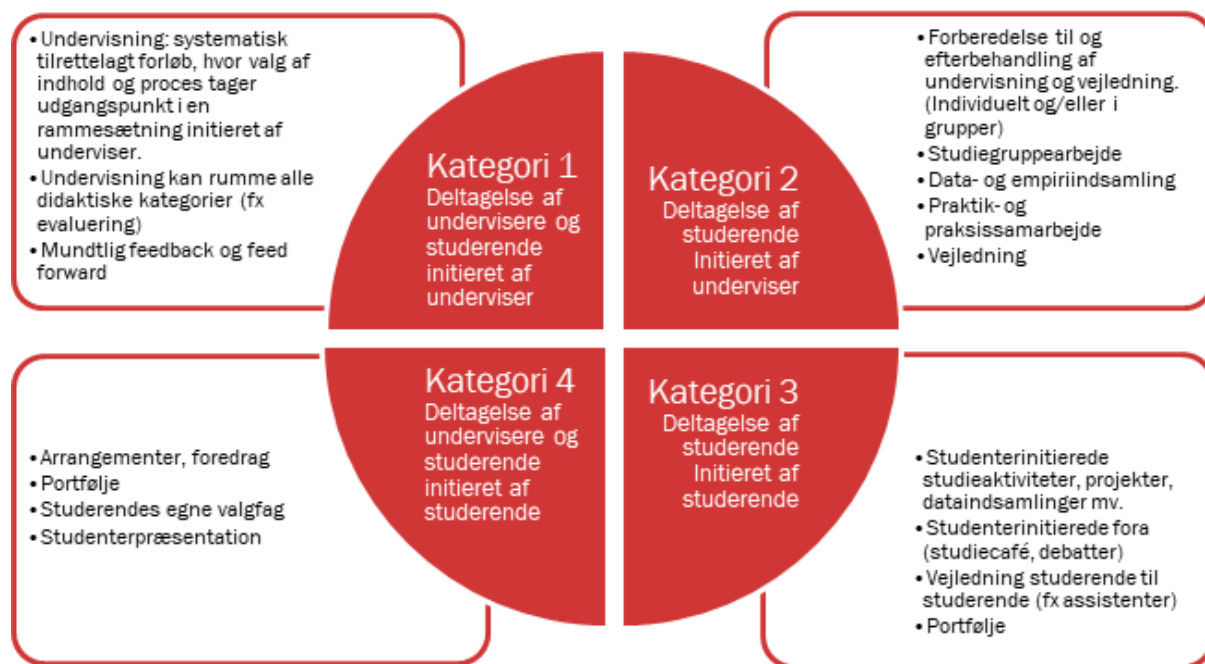 • Undervisning: systematisk
tilrettelagt forløb, hvor valg af
indhold og proces tager
udgangspunkt i en
rammesætning initieret af
underviser.
• Undervisning kan rumme alle
didaktiske kategorier (fx
evaluering)
• Mundtlig feedback og feed
forward
Kategori 1
Deltagelse af
undervisere og
studerende
initieret af
underviser
Kategori 2
Deltagelse af
studerende
Initieret af
underviser
• Forberedelse til og
efterbehandling af
undervisning og vejledning.
(Individuelt og/eller i
grupper)
• Studiegruppearbejde
• Data- og empiriindsamling
• Praktik- og
praksissamarbejde
• Vejledning
• Arrangementer, foredrag
• Portfølje
• Studerendes egne valgfag
• Studenterpræsentation
Kategori 4
Deltagelse af
undervisere og
studerende
initieret af
studerende
Kategori 3
Deltagelse af
studerende
Initieret af
studerende
• Studenterinitierede
studieaktiviteter, projekter,
dataindsamlinger mv.
• Studenterinitierede fora
(studiecafé, debatter)
• Vejledning studerende til
studerende (fx assistenter)
• Portfølje